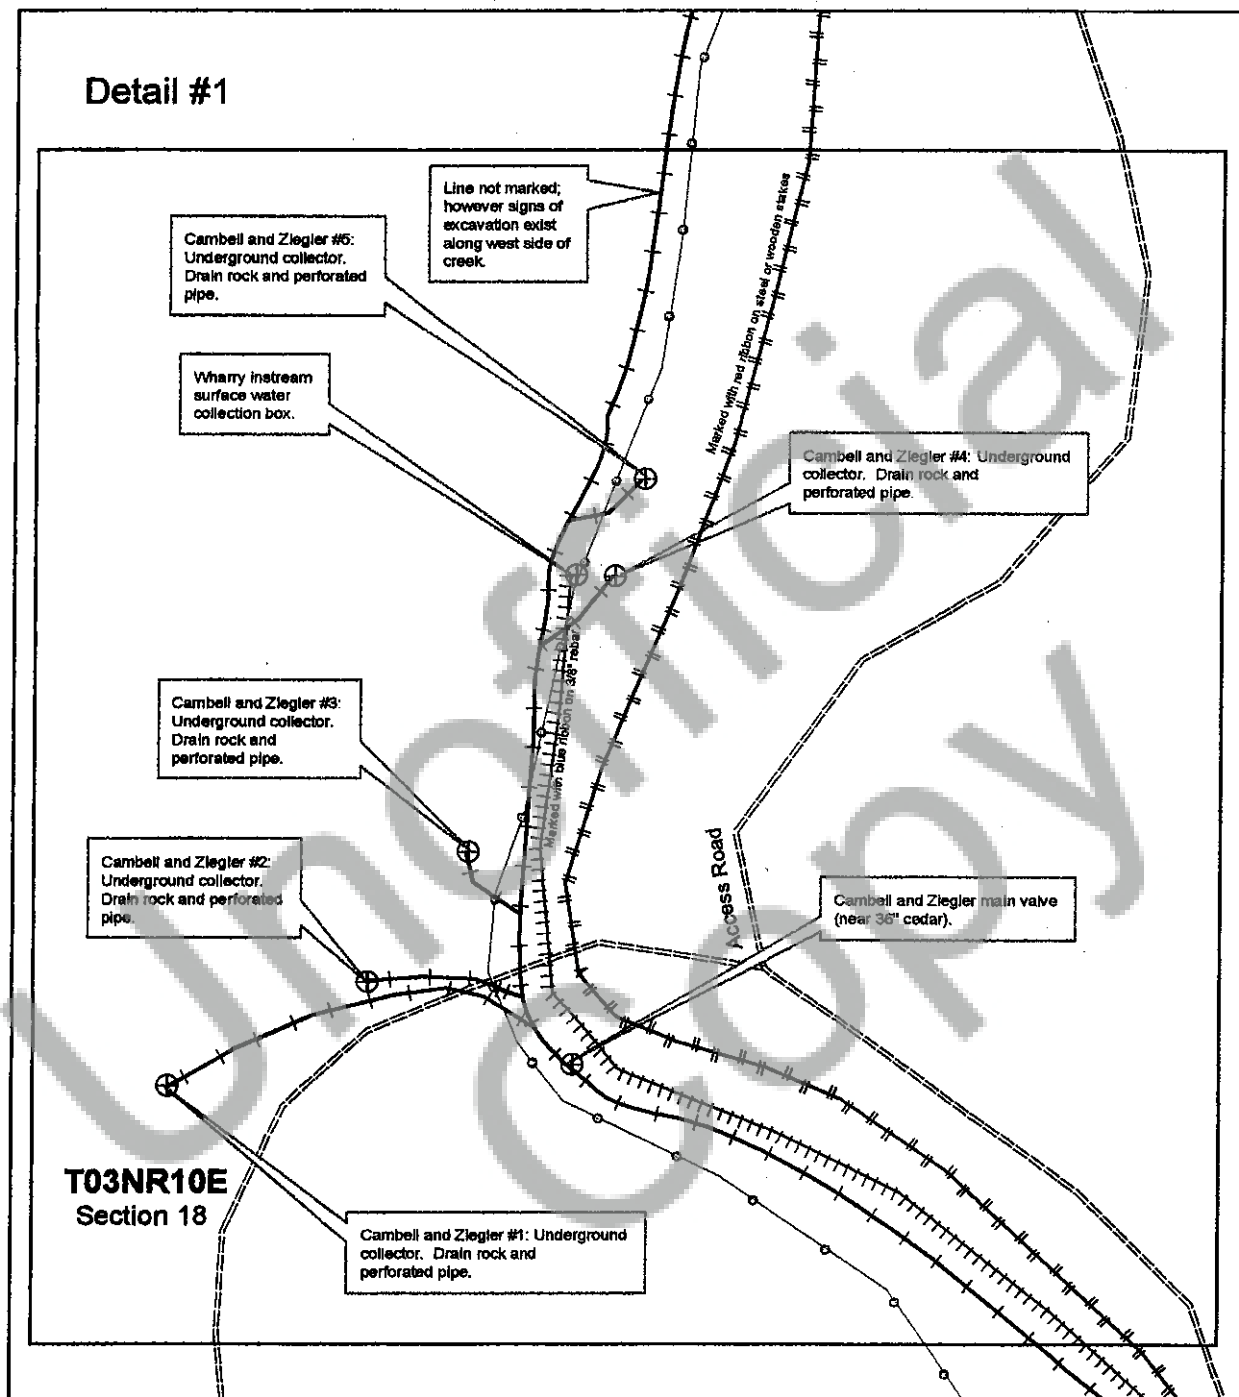 Detail #1
Line not marked;
however signs of
excavation exist
along west side of
creek.
Cambell and Ziegler #5:
Underground collector.
Drain rock and perforated
pipe.
Wharry instream
surface water
collection box.
Marked with red ribbon on steel or wooden stakes
Cambell and Ziegler #4: Underground
collector. Drain rock and
perforated pipe.
Marked with blue ribbon on 3/8" rebar
Cambell and Ziegler #3:
Underground collector.
Drain rock and
perforated pipe.
Cambell and Ziegler #2:
Underground collector.
Drain rock and perforated
pipe.
Access Road
Cambell and Ziegler main valve
(near 36" cedar).
T03NR10E
Section 18
Cambell and Ziegler #1: Underground
collector. Drain rock and
perforated pipe.
Unofficial
Copy